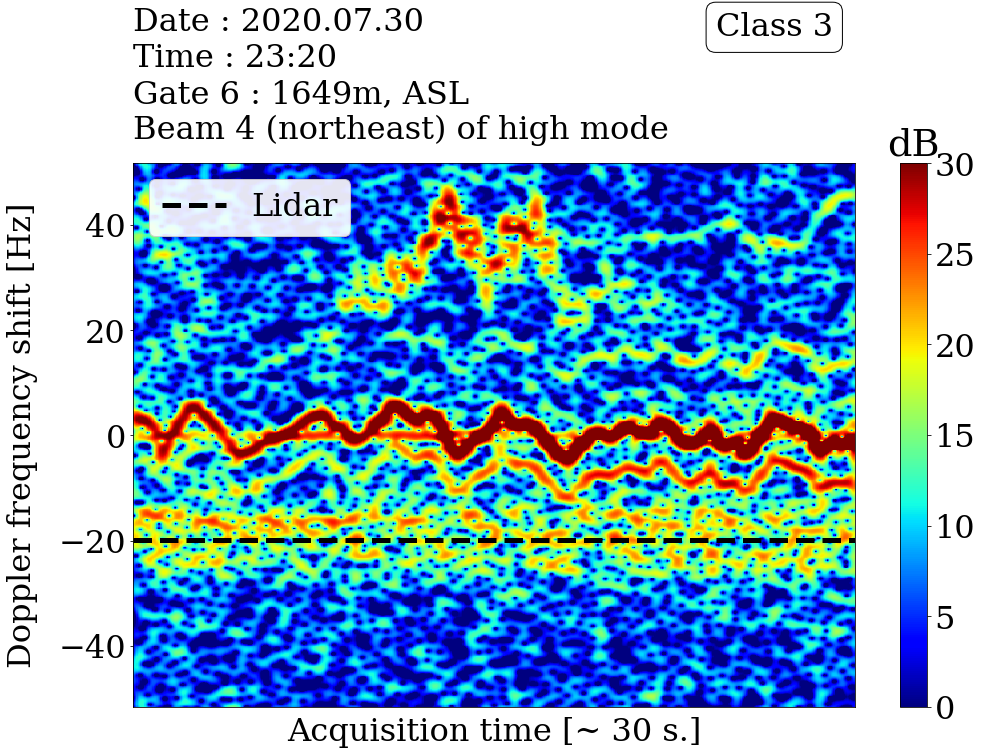 Date : 2020.07.30
Time : 23:20
Gate 6 : 1649m, ASL
Beam 4 (northeast) of high mode
Class 3
dB
Lidar
Doppler frequency shift [Hz]
40
20
0
−20
−40
30
25
20
15
10
5
0
Acquisition time [~ 30 s.]